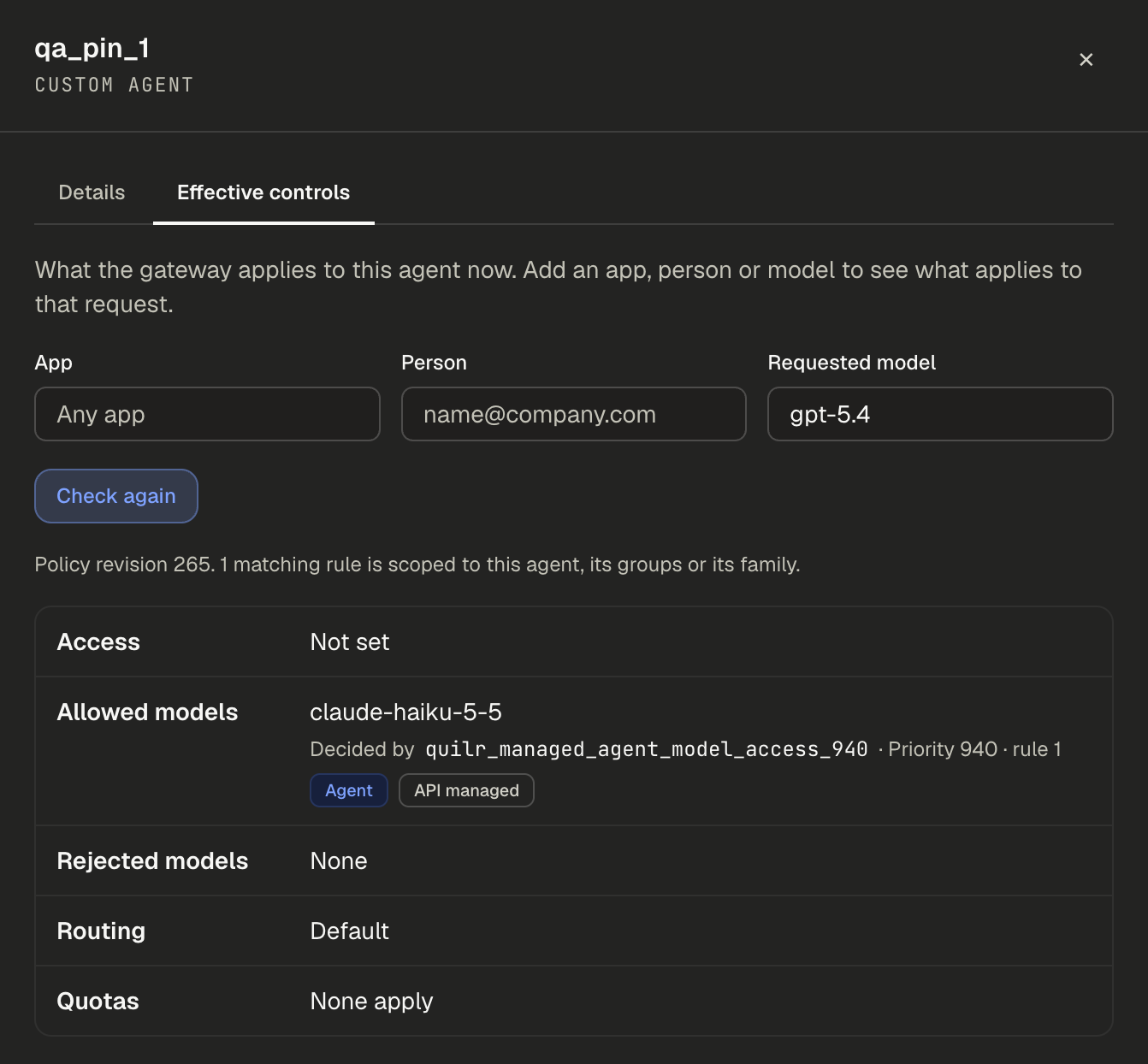 qa_pin_1
CUSTOM AGENT
Details
Effective controls
What the gateway applies to this agent now. Add an app, person or model to see what applies to
that request.
App
Person
Requested model
Any app
name@company.com
gpt-5.4
Check again
Policy revision 265. 1 matching rule is scoped to this agent, its groups or its family.
Access
Not set
Allowed models
claude-haiku-5-5
Decided by quilr_managed_agent_model_access_940 · Priority 940 · rule 1
Agent
API managed
Rejected models
None
Routing
Default
Quotas
None apply